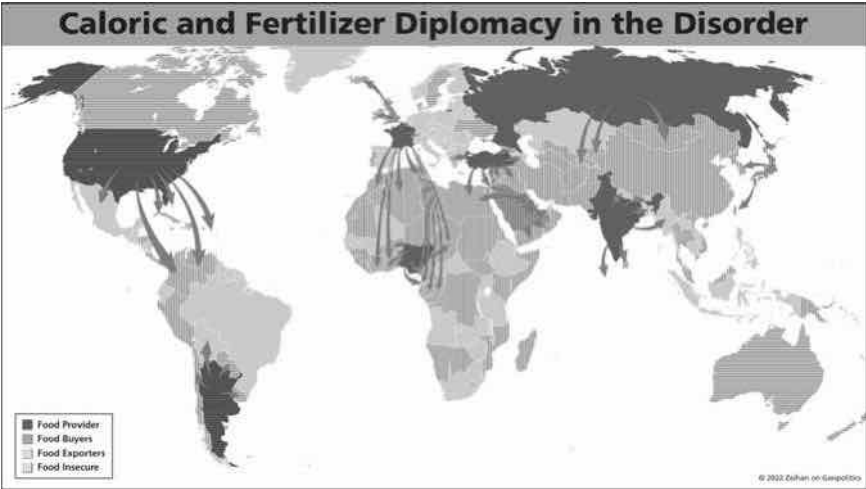 Caloric and Fertilizer Diplomacy in the Disorder
Food Provider
Food Buyers
Food Exporters
Food Insecure
© 2022 Zeihan on Geopolitics